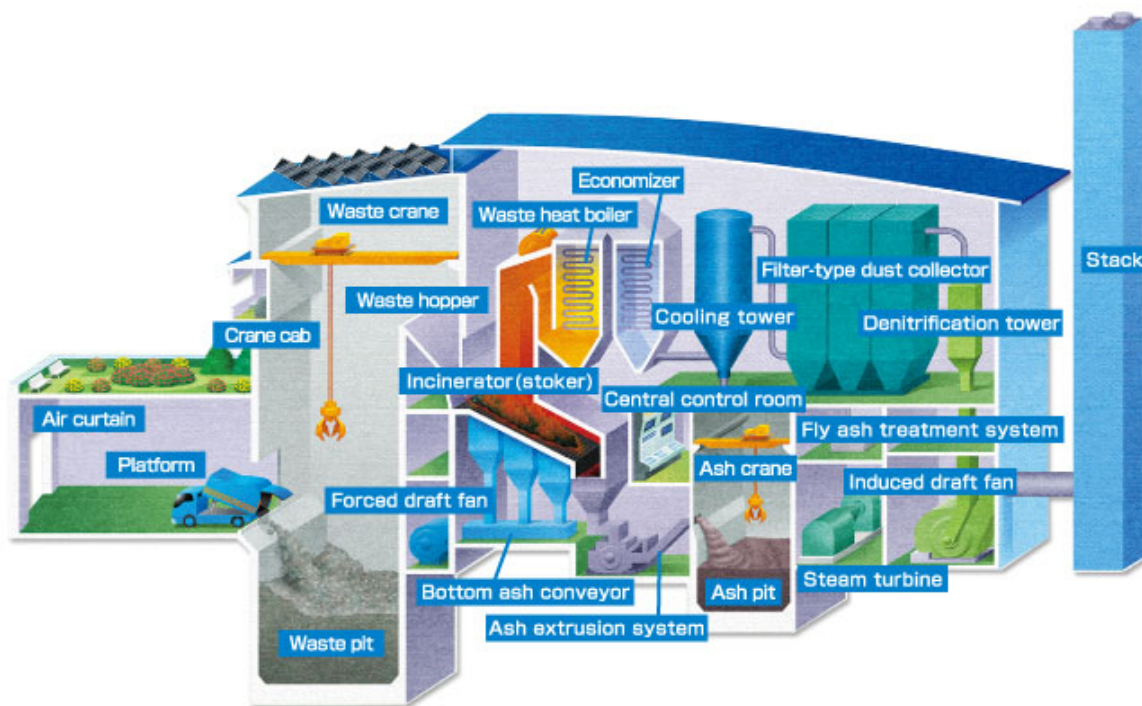 Economizer
Waste crane
Waste heat boiler
Stack
Filter-type dust collector
Waste hopper
Cooling tower
Denitrification tower
Crane cab
Incinerator(stoker)
Central control room
Air curtain
Fly ash treatment system
Platform
Ash crane
Induced draft fan
Forced draft fan
Steam turbine
Bottom ash conveyor
Ash pit
Ash extrusion system
Waste pit